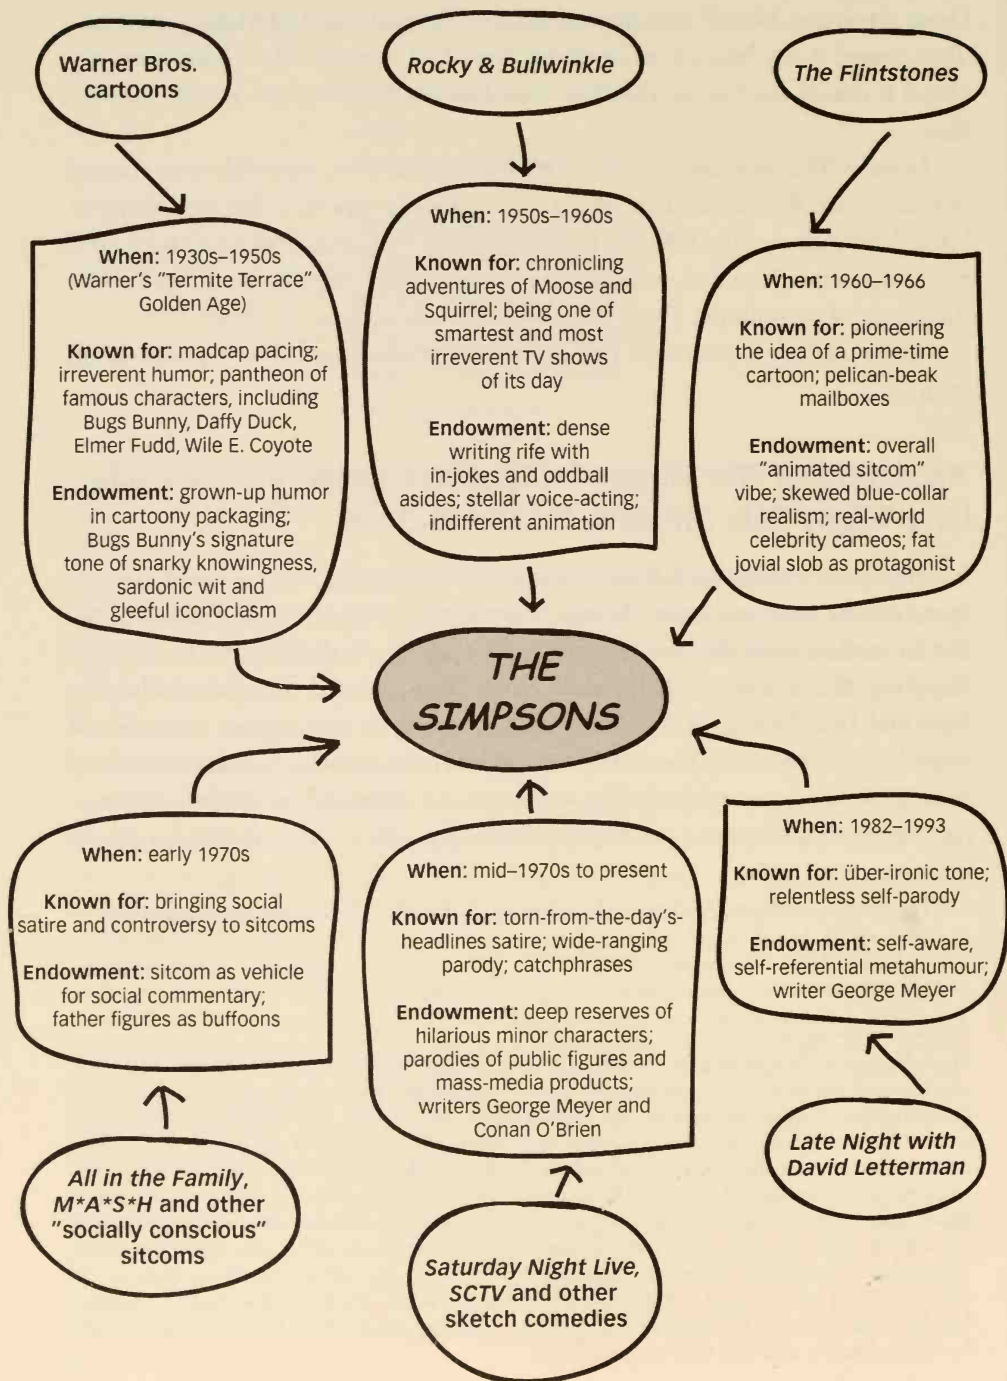 Warner Bros.
cartoons
Rocky & Bullwinkle
The Flintstones
When: 1930s–1950s
(Warner's "Termite Terrace"
Golden Age)
Known for: madcap pacing;
irreverent humor; pantheon of
famous characters, including
Bugs Bunny, Daffy Duck,
Elmer Fudd, Wile E. Coyote
Endowment: grown-up humor
in cartoony packaging;
Bugs Bunny's signature
tone of snarky knowingness,
sardonic wit and
gleeful iconoclasm
When: 1950s–1960s
Known for: chronicling
adventures of Moose and
Squirrel; being one of
smartest and most
irreverent TV shows
of its day
Endowment: dense
writing rife with
in-jokes and oddball
asides; stellar voice-acting;
indifferent animation
When: 1960–1966
Known for: pioneering
the idea of a prime-time
cartoon; pelican-beak
mailboxes
Endowment: overall
"animated sitcom"
vibe; skewed blue-collar
realism; real-world
celebrity cameos; fat
jovial slob as protagonist
THE
SIMPSONS
When: early 1970s
Known for: bringing social
satire and controversy to sitcoms
Endowment: sitcom as vehicle
for social commentary;
father figures as buffoons
When: mid–1970s to present
Known for: torn-from-the-day's-
headlines satire; wide-ranging
parody; catchphrases
Endowment: deep reserves of
hilarious minor characters;
parodies of public figures and
mass-media products;
writers George Meyer and
Conan O'Brien
When: 1982–1993
Known for: über-ironic tone;
relentless self-parody
Endowment: self-aware,
self-referential metahumour;
writer George Meyer
All in the Family,
M*A*S*H and other
"socially conscious"
sitcoms
Saturday Night Live,
SCTV and other
sketch comedies
Late Night with
David Letterman